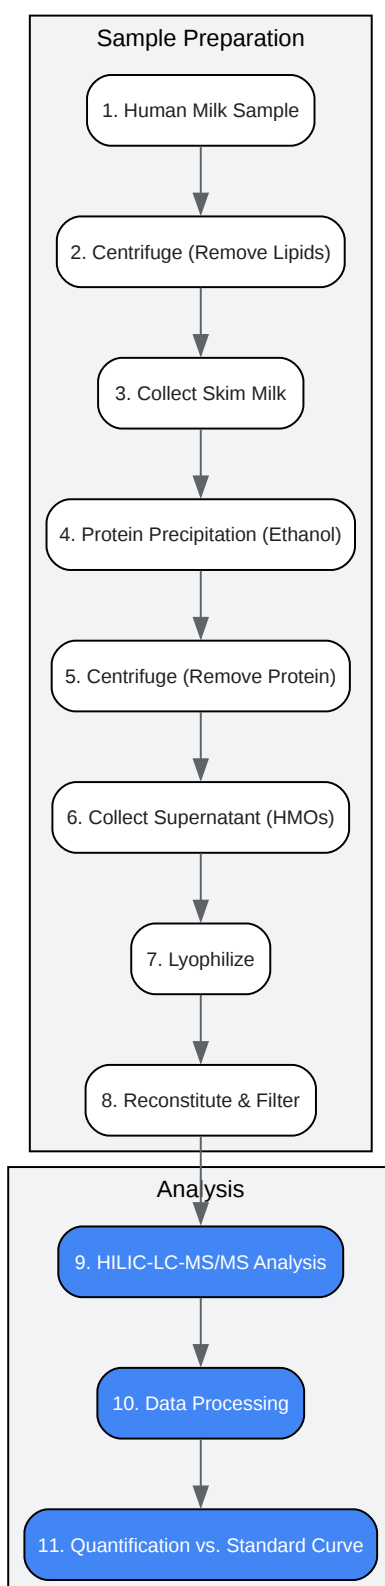 Sample Preparation
1. Human Milk Sample
2. Centrifuge (Remove Lipids)
3. Collect Skim Milk
4. Protein Precipitation (Ethanol)
5. Centrifuge (Remove Protein)
6. Collect Supernatant (HMOs)
7. Lyophilize
8. Reconstitute & Filter
Analysis
9. HILIC-LC-MS/MS Analysis
10. Data Processing
11. Quantification vs. Standard Curve